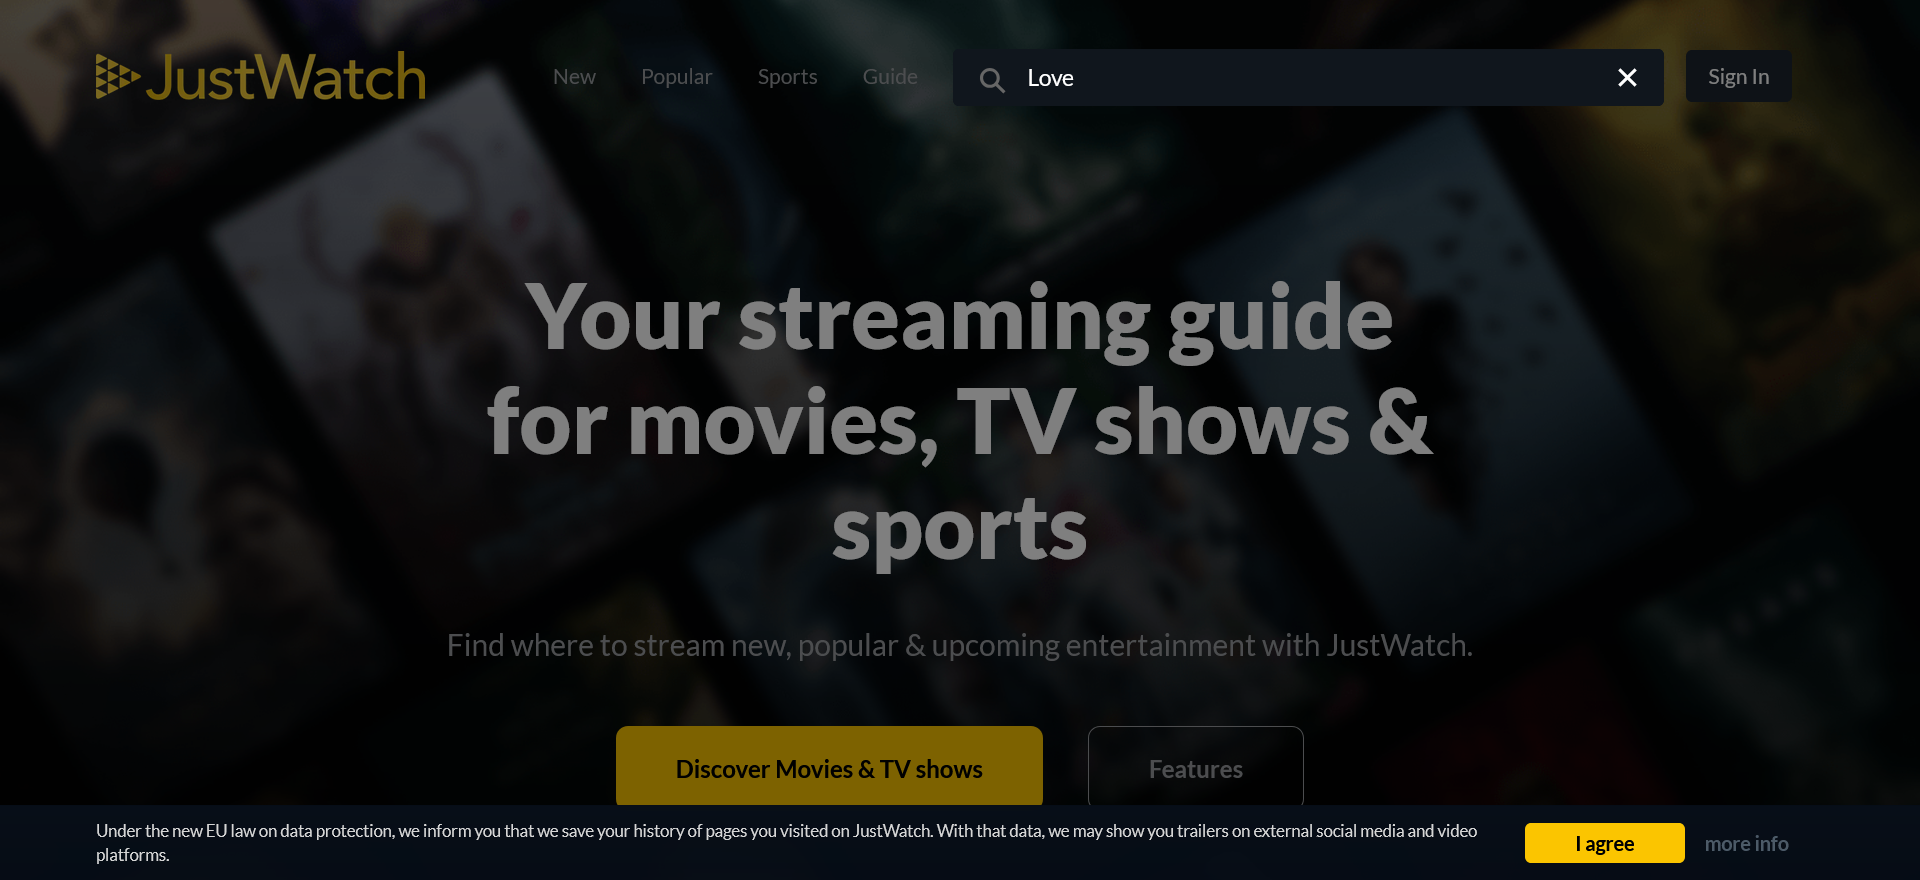 JustWatch
New
Popular
Sports
Guide
Love
Sign In
Your streaming guide
for movies, TV shows &
sports
Find where to stream new, popular & upcoming entertainment with JustWatch.
Discover Movies & TV shows
Features
Under the new EU law on data protection, we inform you that we save your history of pages you visited on JustWatch. With that data, we may show you trailers on external social media and video
platforms.
I agree
more info